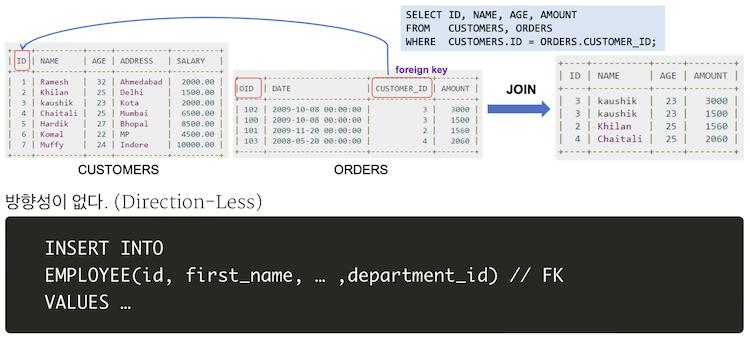 SELECT ID, NAME, AGE, AMOUNT
FROM CUSTOMERS, ORDERS
WHERE CUSTOMERS.ID = ORDERS.CUSTOMER_ID;
ID | NAME | AGE | ADDRESS | SALARY
1 | Ramesh | 32 | Ahmedabad | 2000.00
2 | Khilan | 25 | Delhi | 1500.00
3 | kaushik | 23 | Kota | 2000.00
4 | Chaitali | 25 | Mumbai | 6500.00
5 | Hardik | 27 | Bhopal | 8500.00
6 | Komal | 22 | MP | 4500.00
7 | Muffy | 24 | Indore | 10000.00
CUSTOMERS
foreign key
OID | DATE | CUSTOMER_ID | AMOUNT
102 | 2009-10-08 00:00:00 | 3 | 3000
100 | 2009-10-08 00:00:00 | 3 | 1500
101 | 2009-11-20 00:00:00 | 2 | 1560
103 | 2008-05-20 00:00:00 | 4 | 2060
ORDERS
JOIN
ID | NAME | AGE | AMOUNT
3 | kaushik | 23 | 3000
3 | kaushik | 23 | 1500
2 | Khilan | 25 | 1560
4 | Chaitali | 25 | 2060
방향성이 없다. (Direction-Less)
INSERT INTO
EMPLOYEE(id, first_name, … ,department_id) // FK
VALUES …